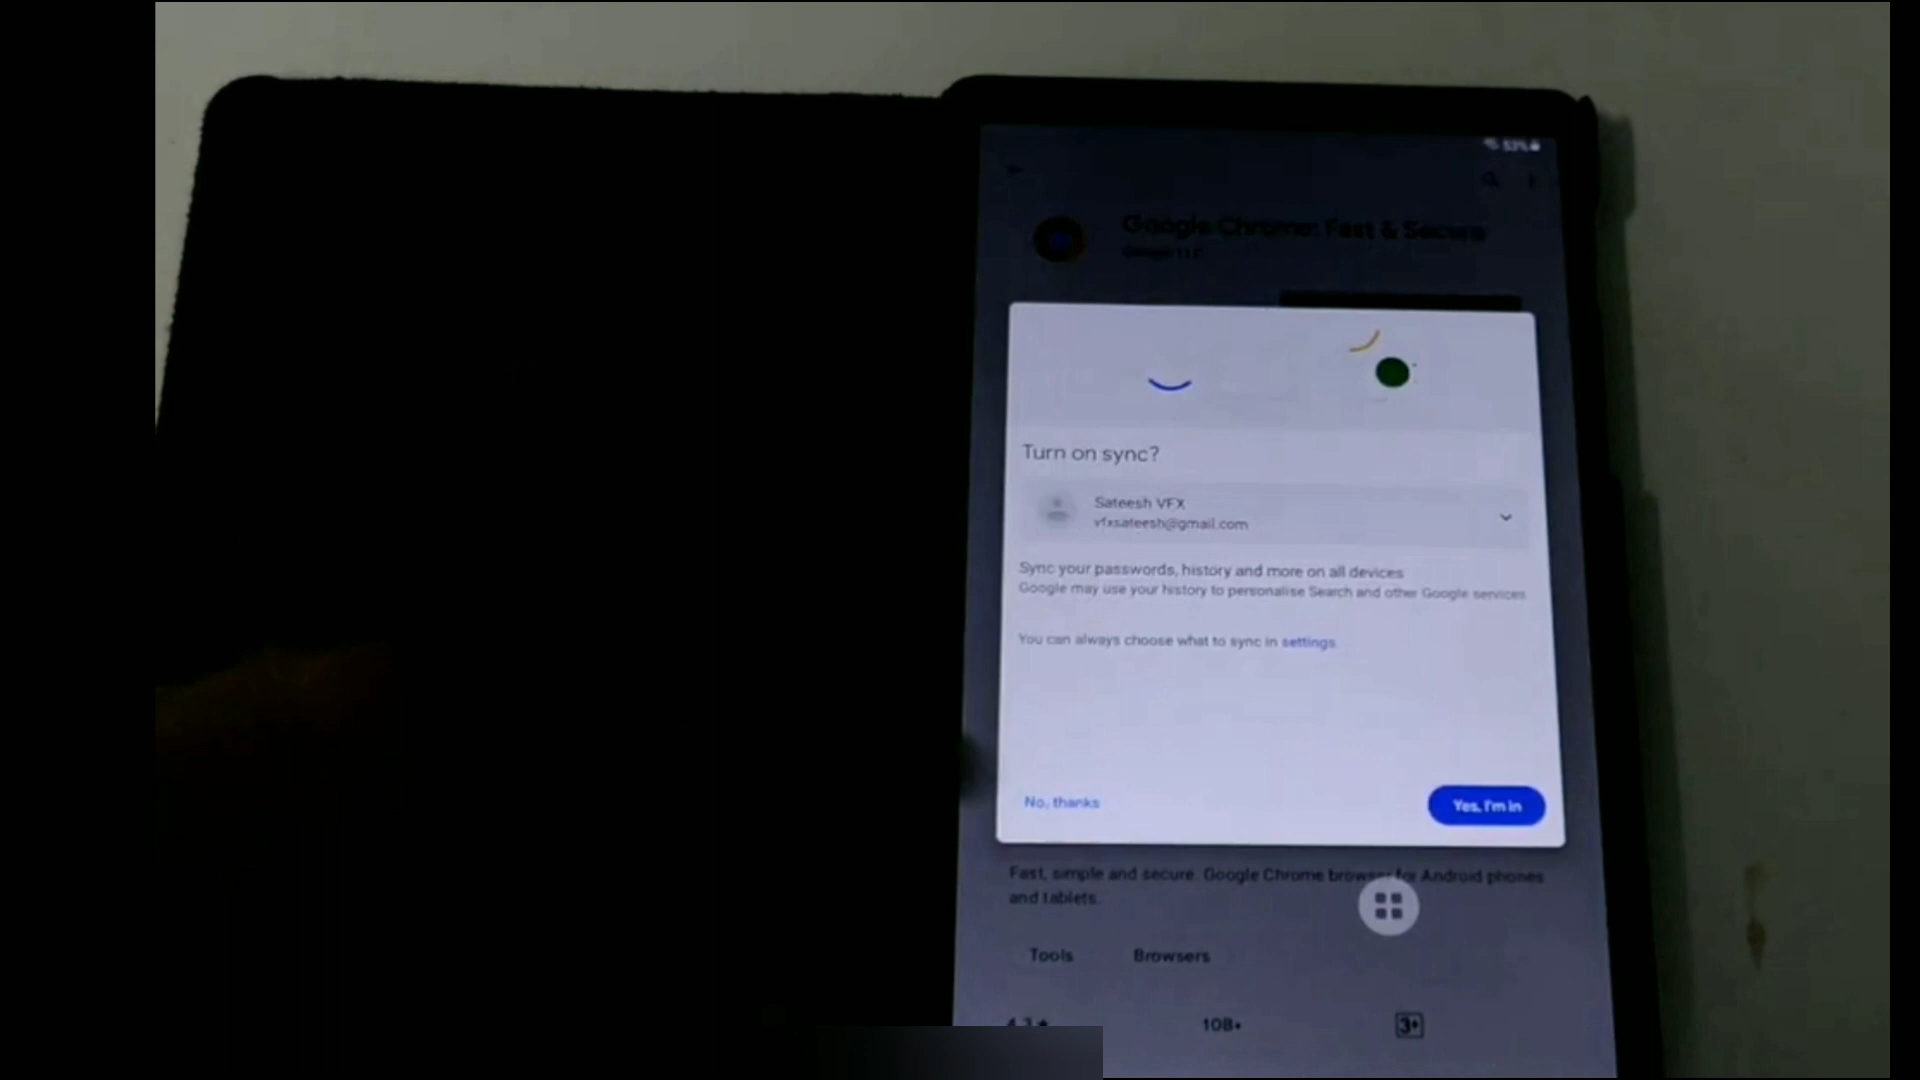 53%
Google Chrome: Fast & Secure
Google LLC
Turn on sync?
Sateesh VFX
vfxsateesh@gmail.com
Sync your passwords, history and more on all devices
Google may use your history to personalise Search and other Google services
You can always choose what to sync in settings.
No, thanks
Yes, I'm in
Fast, simple and secure. Google Chrome browser for Android phones
and tablets.
Tools
Browsers
10B+
3+